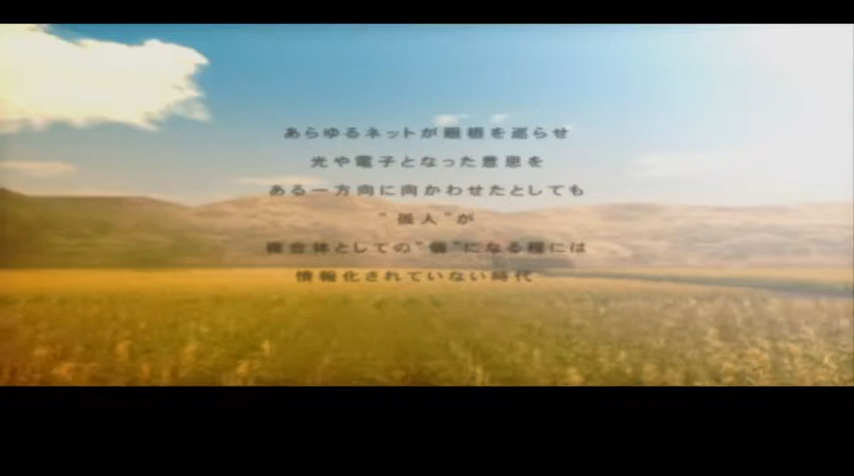 あらゆるネットが眼根を巡らせ
光や電子となった意思を
ある一方向に向かわせたとしても
"孤人"が
複合体としての"個"になる程には
情報化されていない時代